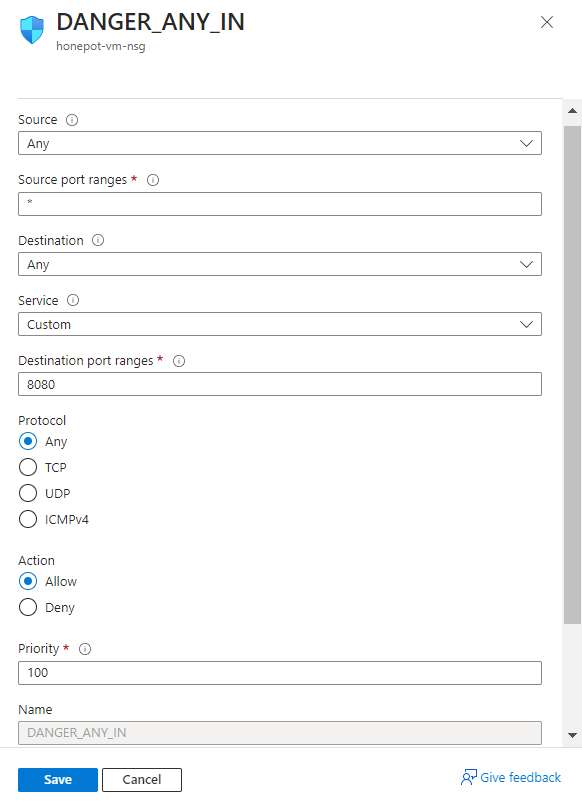 DANGER_ANY_IN
honepot-vm-nsg
Source
Any
Source port ranges *
*
Destination
Any
Service
Custom
Destination port ranges *
8080
Protocol
Any
TCP
UDP
ICMPv4
Action
Allow
Deny
Priority *
100
Name
DANGER_ANY_IN
Save Cancel Give feedback